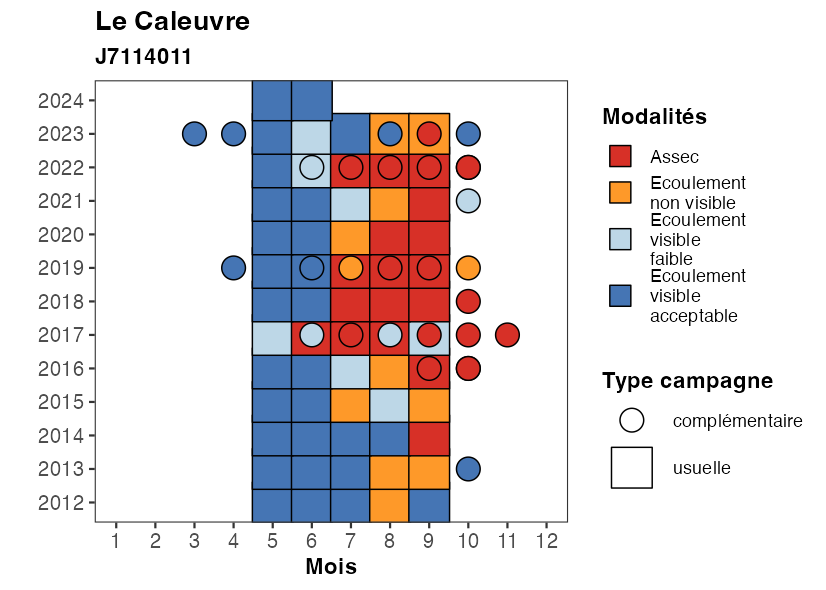 Le Caleuvre
J7114011
2024
2023
2022
2021
2020
2019
2018
2017
2016
2015
2014
2013
2012
1 2 3 4 5 6 7 8 9 10 11 12
Mois
Modalités
Assec
Ecoulement
non visible
Ecoulement
visible
faible
Ecoulement
visible
acceptable
Type campagne
complémentaire
usuelle